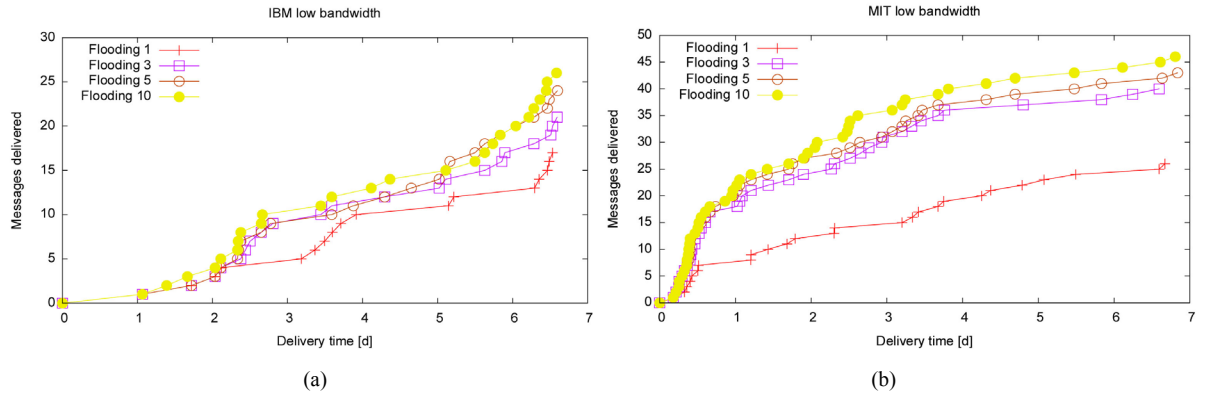 IBM low bandwidth
30
25
20
15
10
5
0
Messages delivered
Flooding 1
Flooding 3
Flooding 5
Flooding 10
0 1 2 3 4 5 6 7
Delivery time [d]
(a)
MIT low bandwidth
50
45
40
35
30
25
20
15
10
5
0
Messages delivered
Flooding 1
Flooding 3
Flooding 5
Flooding 10
0 1 2 3 4 5 6 7
Delivery time [d]
(b)